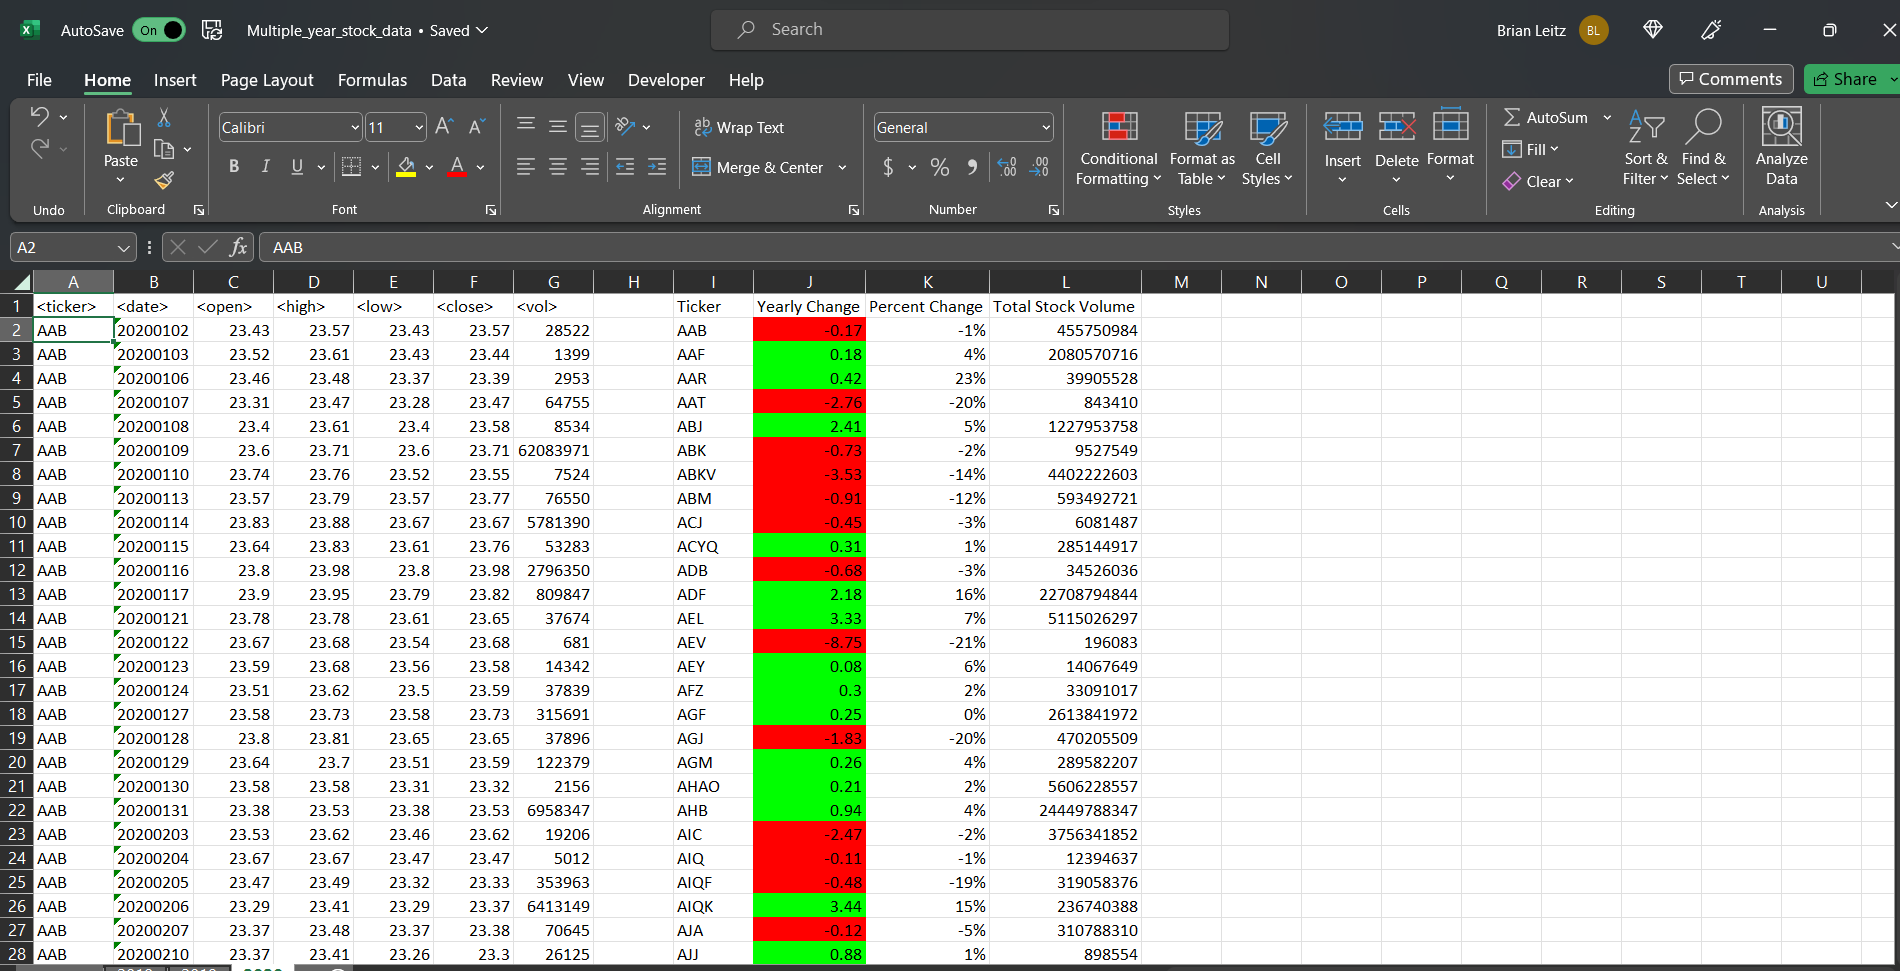 AutoSave On Multiple_year_stock_data • Saved Search Brian Leitz BL
File Home Insert Page Layout Formulas Data Review View Developer Help Comments Share
Paste Calibri 11 Wrap Text General Conditional Formatting Format as Table Cell Styles Insert Delete Format AutoSum Sort & Filter Find & Select Analyze Data
B I U A Merge & Center $ % Fill
Clear
Undo Clipboard Font Alignment Number Styles Cells Editing Analysis
A2 fx AAB
A B C D E F G H I J K L M N O P Q R S T U
1 <ticker> <date> <open> <high> <low> <close> <vol> Ticker Yearly Change Percent Change Total Stock Volume
2 AAB 20200102 23.43 23.57 23.43 23.57 28522 AAB -0.17 -1% 455750984
3 AAB 20200103 23.52 23.61 23.43 23.44 1399 AAF 0.18 4% 2080570716
4 AAB 20200106 23.46 23.48 23.37 23.39 2953 AAR 0.42 23% 39905528
5 AAB 20200107 23.31 23.47 23.28 23.47 64755 AAT -2.76 -20% 843410
6 AAB 20200108 23.4 23.61 23.4 23.58 8534 ABJ 2.41 5% 1227953758
7 AAB 20200109 23.6 23.71 23.6 23.71 62083971 ABK -0.73 -2% 9527549
8 AAB 20200110 23.74 23.76 23.52 23.55 7524 ABKV -3.53 -14% 4402222603
9 AAB 20200113 23.57 23.79 23.57 23.77 76550 ABM -0.91 -12% 593492721
10 AAB 20200114 23.83 23.88 23.67 23.67 5781390 ACJ -0.45 -3% 6081487
11 AAB 20200115 23.64 23.83 23.61 23.76 53283 ACYQ 0.31 1% 285144917
12 AAB 20200116 23.8 23.98 23.8 23.98 2796350 ADB -0.68 -3% 34526036
13 AAB 20200117 23.9 23.95 23.79 23.82 809847 ADF 2.18 16% 22708794844
14 AAB 20200121 23.78 23.78 23.61 23.65 37674 AEL 3.33 7% 5115026297
15 AAB 20200122 23.67 23.68 23.54 23.68 681 AEV -8.75 -21% 196083
16 AAB 20200123 23.59 23.68 23.56 23.58 14342 AEY 0.08 6% 14067649
17 AAB 20200124 23.51 23.62 23.5 23.59 37839 AFZ 0.3 2% 33091017
18 AAB 20200127 23.58 23.73 23.58 23.73 315691 AGF 0.25 0% 2613841972
19 AAB 20200128 23.8 23.81 23.65 23.65 37896 AGJ -1.83 -20% 470205509
20 AAB 20200129 23.64 23.7 23.51 23.59 122379 AGM 0.26 4% 289582207
21 AAB 20200130 23.58 23.58 23.31 23.32 2156 AHAO 0.21 2% 5606228557
22 AAB 20200131 23.38 23.53 23.38 23.53 6958347 AHB 0.94 4% 24449788347
23 AAB 20200203 23.53 23.62 23.46 23.62 19206 AIC -2.47 -2% 3756341852
24 AAB 20200204 23.67 23.67 23.47 23.47 5012 AIQ -0.11 -1% 12394637
25 AAB 20200205 23.47 23.49 23.32 23.33 353963 AIQF -0.48 -19% 319058376
26 AAB 20200206 23.29 23.41 23.29 23.37 6413149 AIQK 3.44 15% 236740388
27 AAB 20200207 23.37 23.48 23.37 23.38 70645 AJA -0.12 -5% 310788310
28 AAB 20200210 23.37 23.41 23.26 23.3 26125 AJJ 0.88 1% 898554